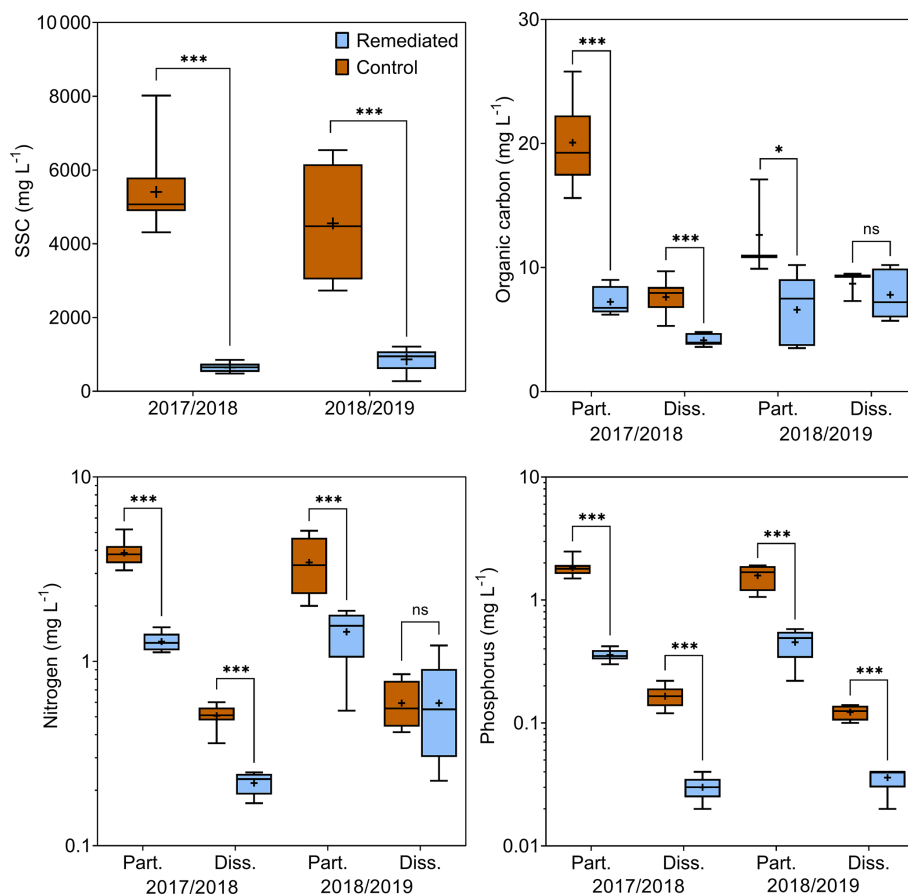 10 000
8000
6000
4000
2000
0
SSC (mg L⁻¹)
Remediated
Control
***
***
2017/2018
2018/2019
30
20
10
0
Organic carbon (mg L⁻¹)
***
***
*
ns
Part.
Diss.
Part.
Diss.
2017/2018
2018/2019
10
1
0.1
Nitrogen (mg L⁻¹)
***
***
***
ns
Part.
Diss.
Part.
Diss.
2017/2018
2018/2019
10
1
0.1
0.01
Phosphorus (mg L⁻¹)
***
***
***
***
Part.
Diss.
Part.
Diss.
2017/2018
2018/2019